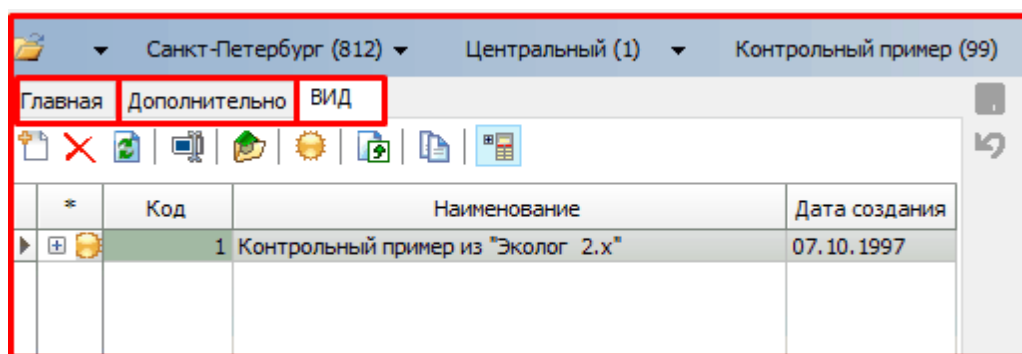 Санкт-Петербург (812) Центральный (1) Контрольный пример (99)
Главная Дополнительно ВИД
* Код Наименование Дата создания
1 Контрольный пример из "Эколог 2.x" 07.10.1997